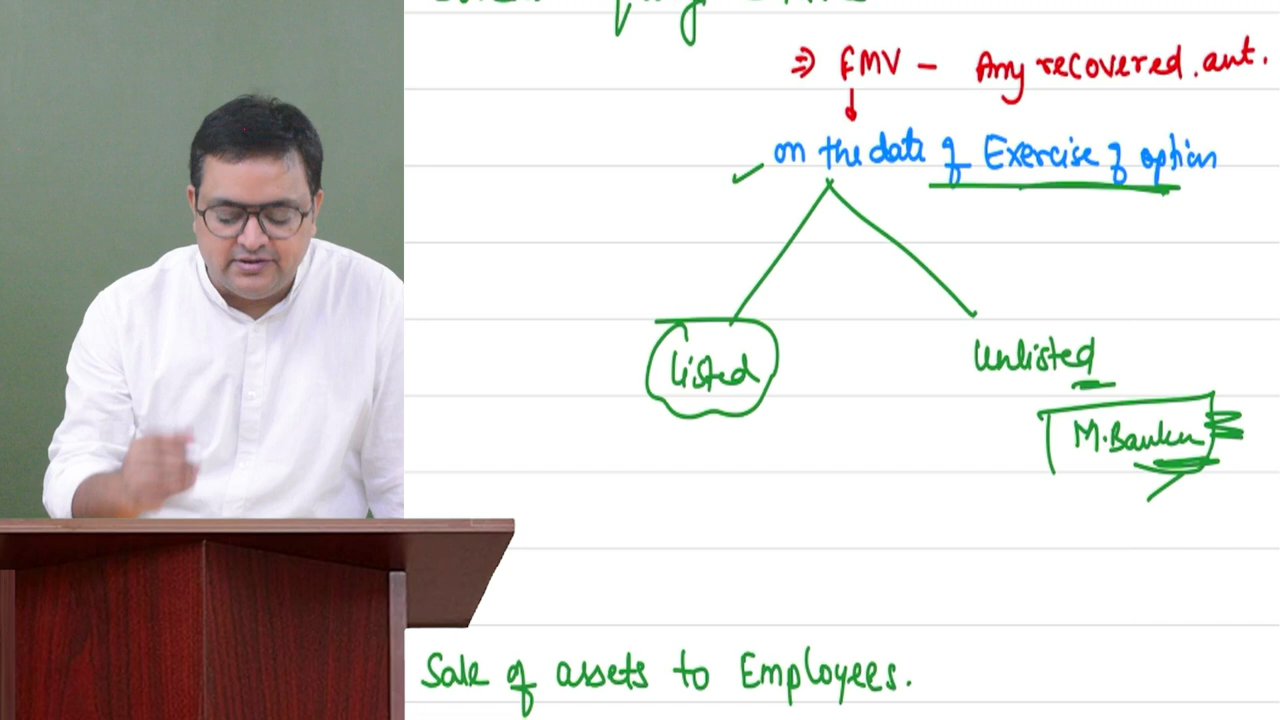 ⇒ FMV - Any recovered. amt.
on the date of Exercise of option
Listed
Unlisted
M.Banker
Sale of assets to Employees.